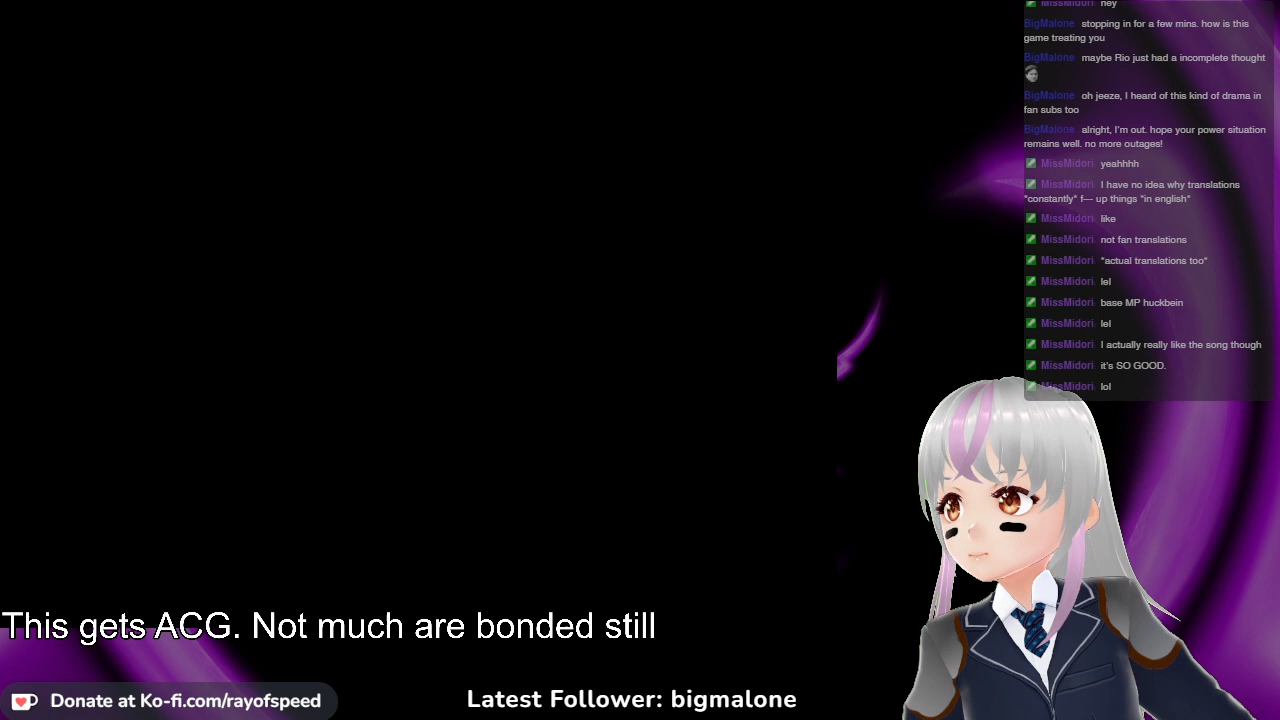 MissMidori hey
BigMalone stopping in for a few mins. how is this
game treating you
BigMalone maybe Rio just had a incomplete thought
BigMalone oh jeeze, I heard of this kind of drama in
fan subs too
BigMalone alright, I'm out. hope your power situation
remains well. no more outages!
MissMidori yeahhhh
MissMidori I have no idea why translations
*constantly* f--- up things *in english*
MissMidori like
MissMidori not fan translations
MissMidori *actual translations too*
MissMidori lel
MissMidori base MP huckbein
MissMidori lel
MissMidori I actually really like the song though
MissMidori it's SO GOOD.
MissMidori lol
This gets ACG. Not much are bonded still
Donate at Ko-fi.com/rayofspeed
Latest Follower: bigmalone